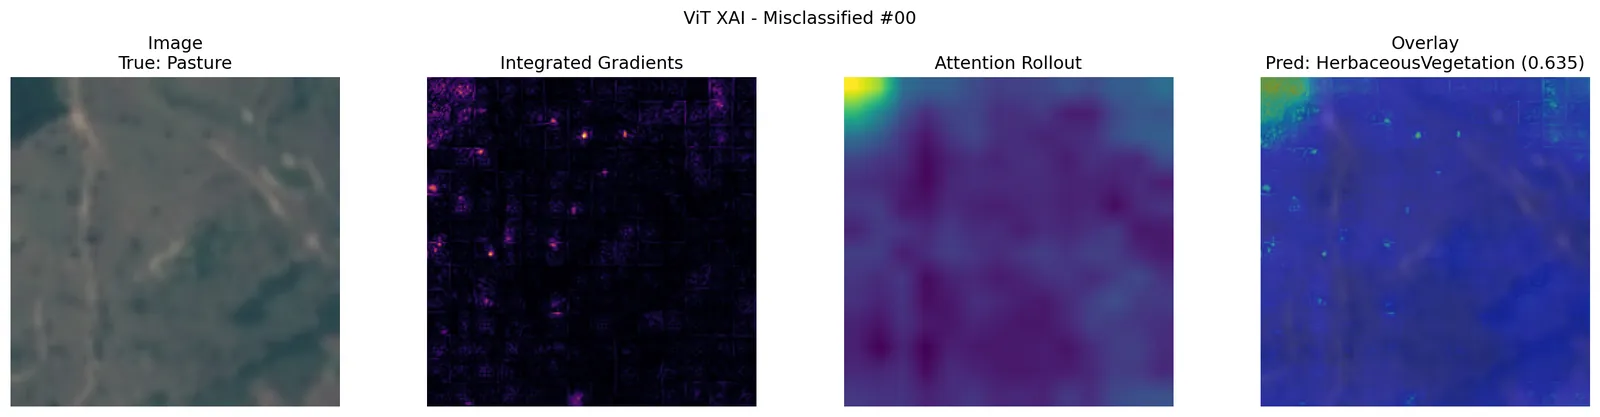 ViT XAI - Misclassified #00
Image
True: Pasture
Integrated Gradients
Attention Rollout
Overlay
Pred: HerbaceousVegetation (0.635)